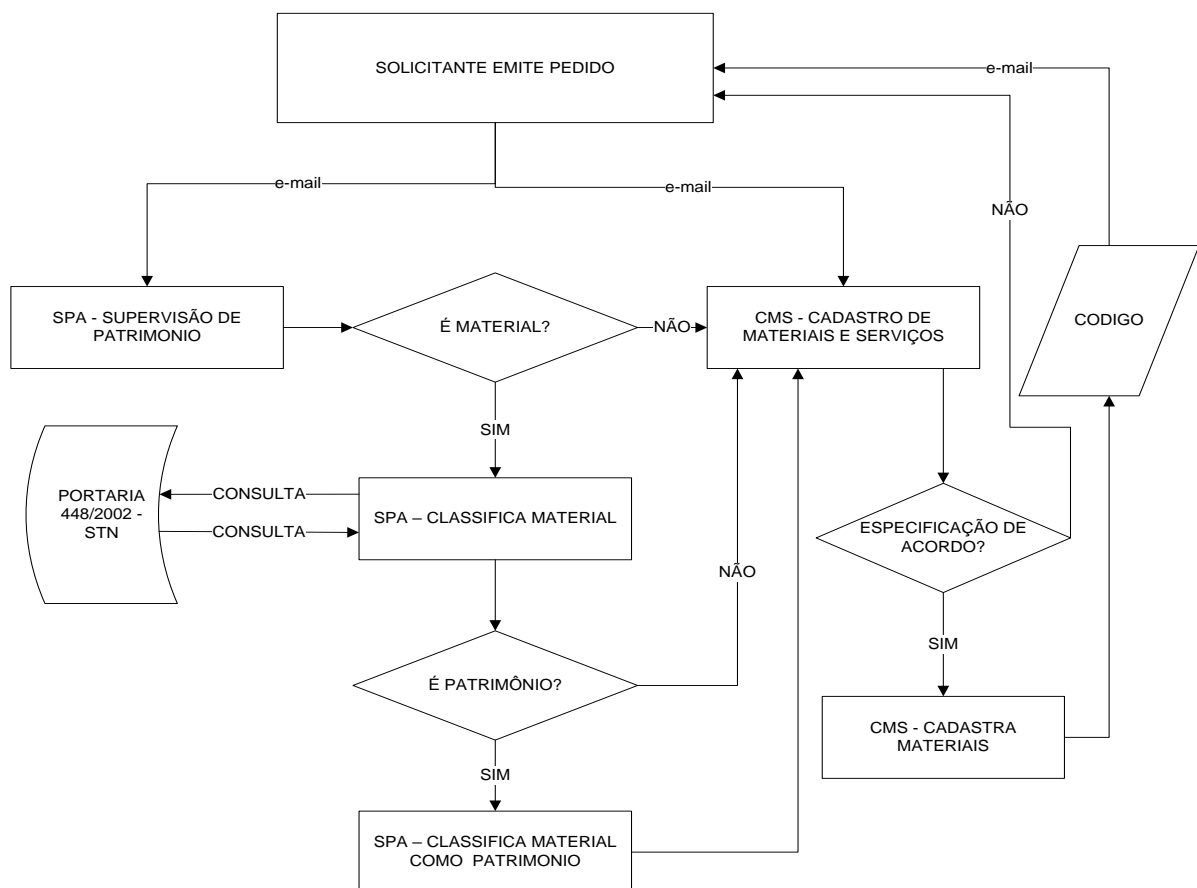 SOLICITANTE EMITE PEDIDO
e-mail
e-mail
e-mail
NÃO
SPA - SUPERVISÃO DE
PATRIMONIO
É MATERIAL?
NÃO
CMS - CADASTRO DE
MATERIAIS E SERVIÇOS
CODIGO
SIM
PORTARIA
448/2002 -
STN
CONSULTA
CONSULTA
SPA – CLASSIFICA MATERIAL
ESPECIFICAÇÃO DE
ACORDO?
NÃO
SIM
É PATRIMÔNIO?
CMS - CADASTRA
MATERIAIS
SIM
SPA – CLASSIFICA MATERIAL
COMO PATRIMONIO